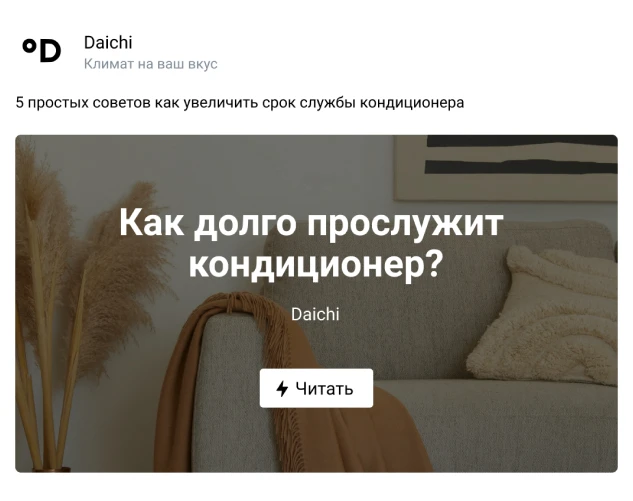 °D
Daichi
Климат на ваш вкус
5 простых советов как увеличить срок службы кондиционера
Как долго прослужит
кондиционер?
Daichi
Читать